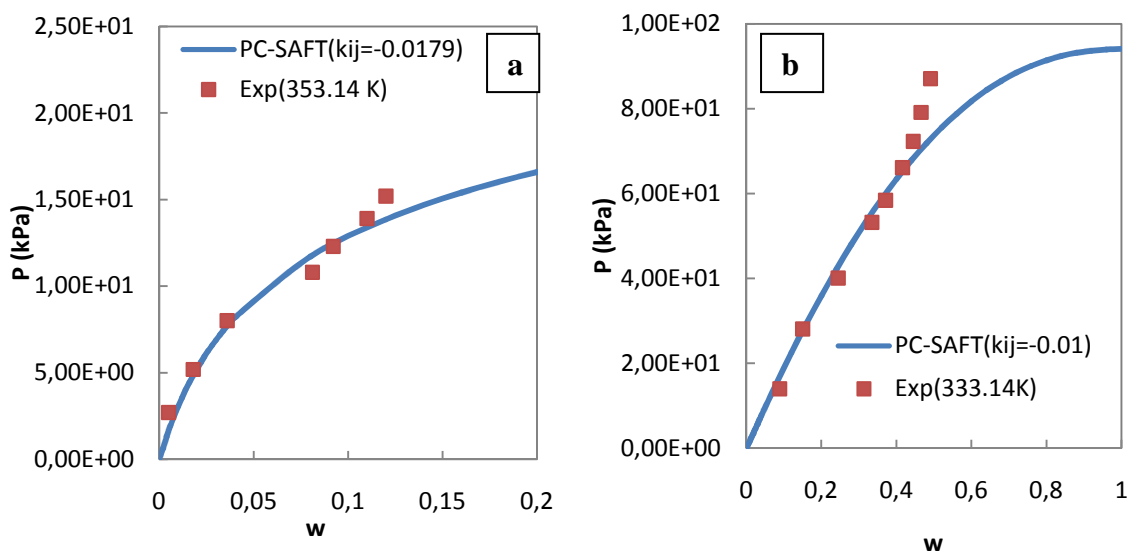 2,50E+01
2,00E+01
1,50E+01
1,00E+01
5,00E+00
0,00E+00
P (kPa)
PC-SAFT(kij=-0.0179)
Exp(353.14 K)
a
0
0,05
0,1
0,15
0,2
w
1,00E+02
8,00E+01
6,00E+01
4,00E+01
2,00E+01
0,00E+00
P (kPa)
b
PC-SAFT(kij=-0.01)
Exp(333.14K)
0
0,2
0,4
0,6
0,8
1
w